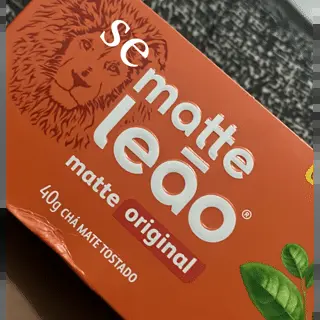 se
matte
leão®
matte original
40g CHÁ MATE TOSTADO